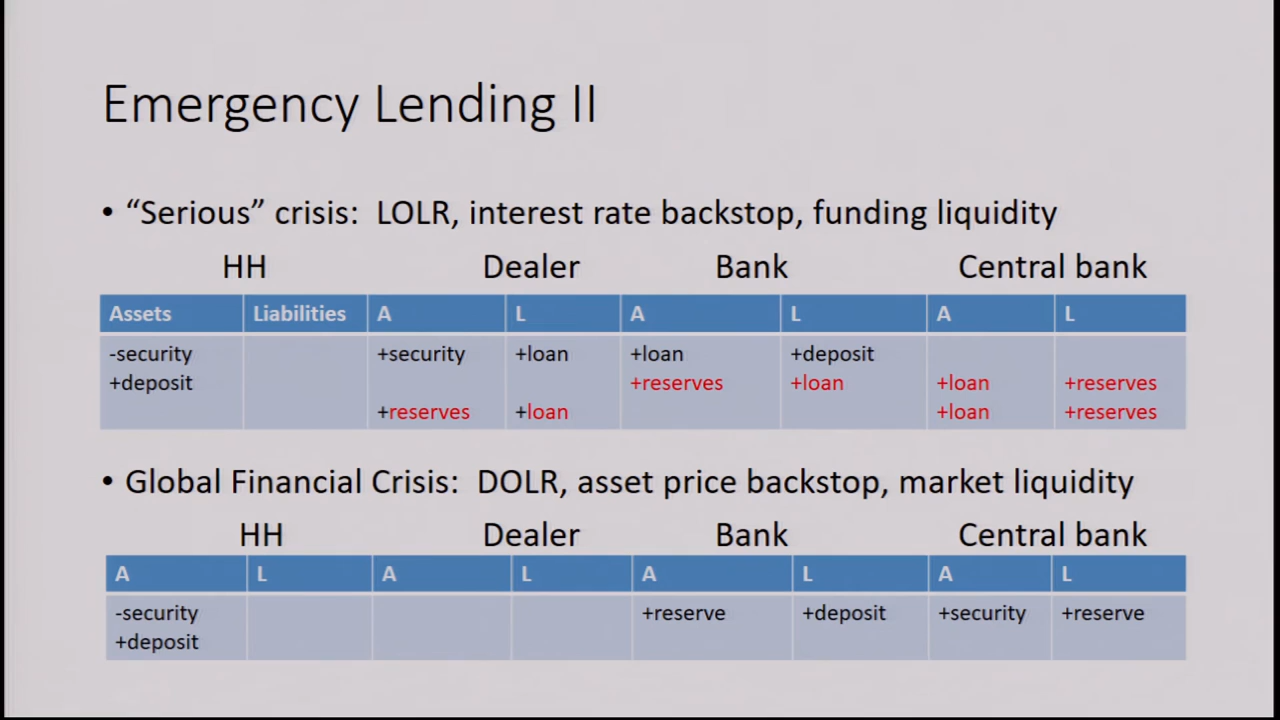 Emergency Lending II
• “Serious” crisis: LOLR, interest rate backstop, funding liquidity
HH Dealer Bank Central bank
Assets Liabilities A L A L A L
-security +security +loan +loan +deposit
+deposit +reserves +loan +loan +reserves
+reserves +loan +loan +reserves
• Global Financial Crisis: DOLR, asset price backstop, market liquidity
HH Dealer Bank Central bank
A L A L A L A L
-security +reserve +deposit +security +reserve
+deposit